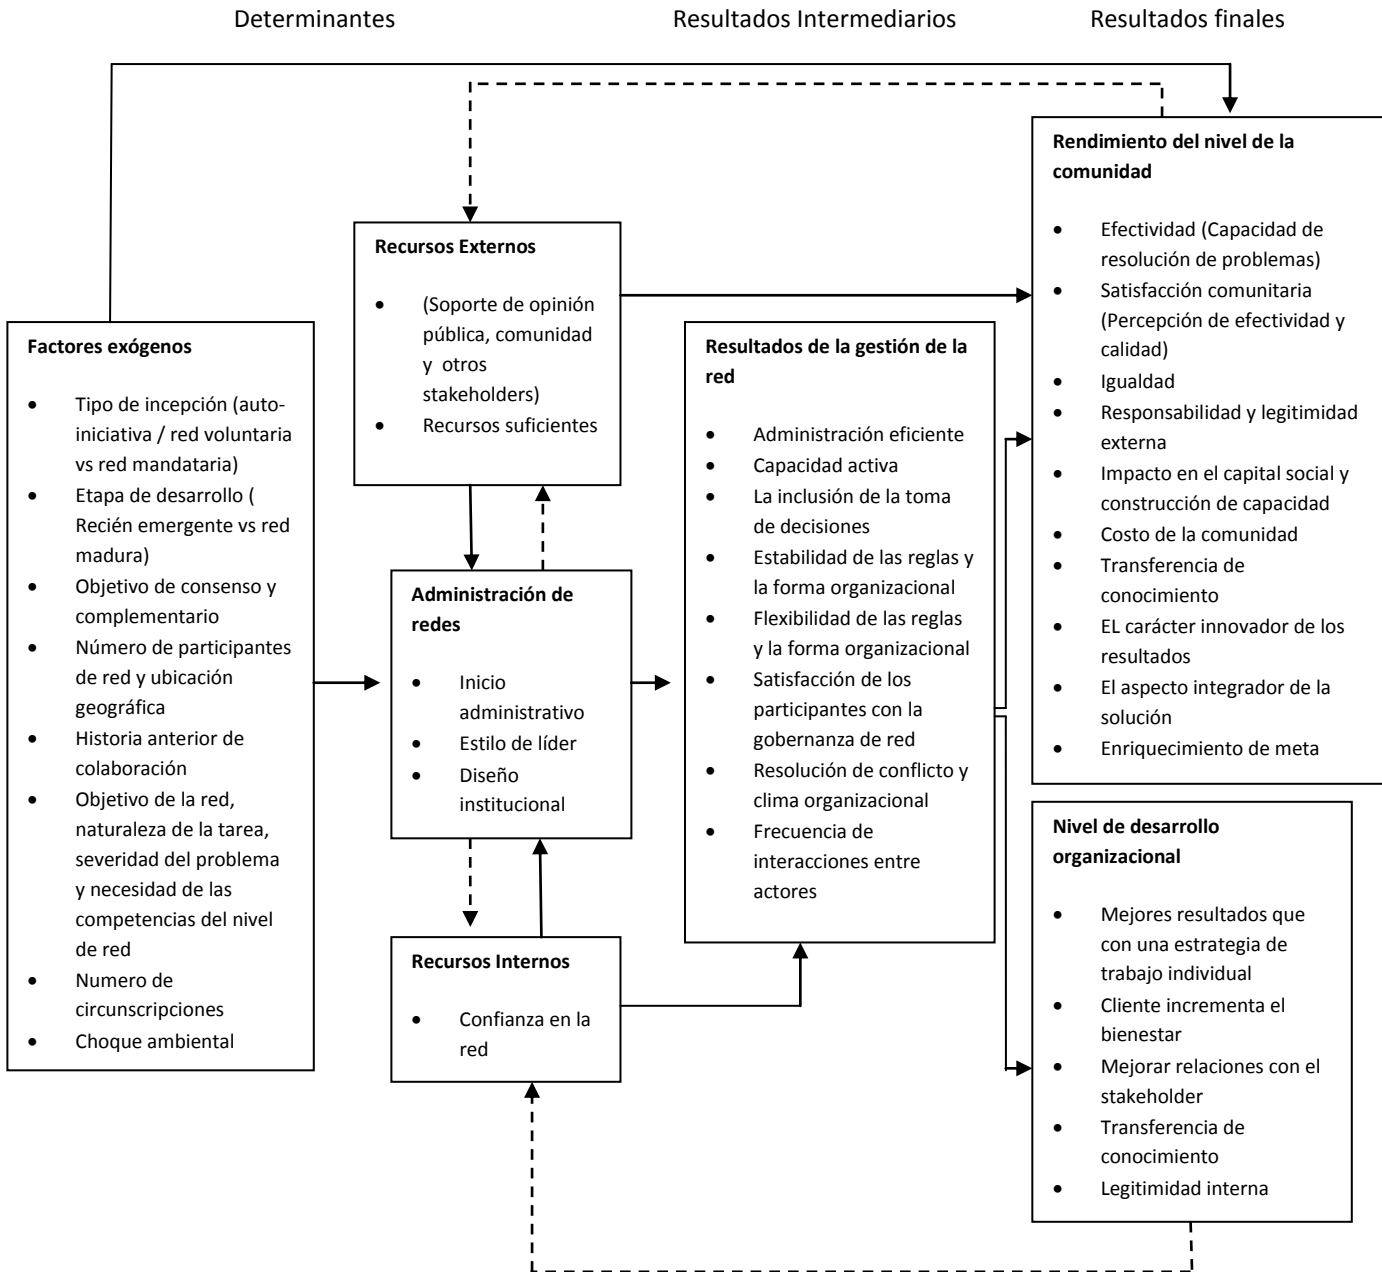 Determinantes
Resultados Intermediarios
Resultados finales
Factores exógenos
• Tipo de incepción (auto-
iniciativa / red voluntaria
vs red mandataria)
• Etapa de desarrollo (
Recién emergente vs red
madura)
• Objetivo de consenso y
complementario
• Número de participantes
de red y ubicación
geográfica
• Historia anterior de
colaboración
• Objetivo de la red,
naturaleza de la tarea,
severidad del problema
y necesidad de las
competencias del nivel
de red
• Numero de
circunscripciones
• Choque ambiental
Recursos Externos
• (Soporte de opinión
pública, comunidad
y otros
stakeholders)
• Recursos suficientes
Administración de
redes
• Inicio
administrativo
• Estilo de líder
• Diseño
institucional
Recursos Internos
• Confianza en la
red
Resultados de la gestión de la
red
• Administración eficiente
• Capacidad activa
• La inclusión de la toma
de decisiones
• Estabilidad de las reglas y
la forma organizacional
• Flexibilidad de las reglas
y la forma organizacional
• Satisfacción de los
participantes con la
gobernanza de red
• Resolución de conflicto y
clima organizacional
• Frecuencia de
interacciones entre
actores
Rendimiento del nivel de la
comunidad
• Efectividad (Capacidad de
resolución de problemas)
• Satisfacción comunitaria
(Percepción de efectividad y
calidad)
• Igualdad
• Responsabilidad y legitimidad
externa
• Impacto en el capital social y
construcción de capacidad
• Costo de la comunidad
• Transferencia de
conocimiento
• EL carácter innovador de los
resultados
• El aspecto integrador de la
solución
• Enriquecimiento de meta
Nivel de desarrollo
organizacional
• Mejores resultados que
con una estrategia de
trabajo individual
• Cliente incrementa el
bienestar
• Mejorar relaciones con el
stakeholder
• Transferencia de
conocimiento
• Legitimidad interna